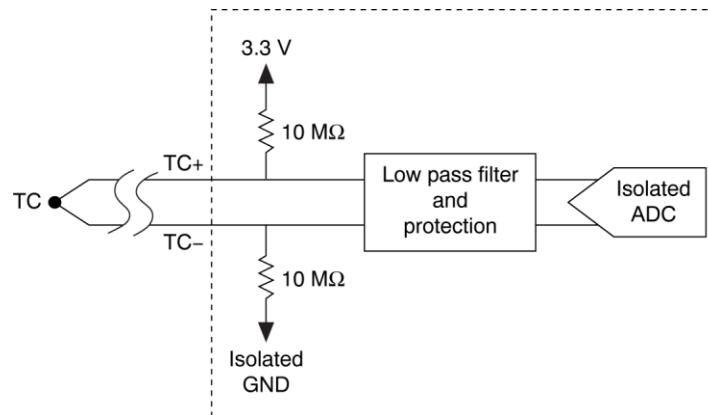 3.3 V
10 MΩ
TC+
Low pass filter
and
protection
Isolated
ADC
TC
TC−
10 MΩ
Isolated
GND